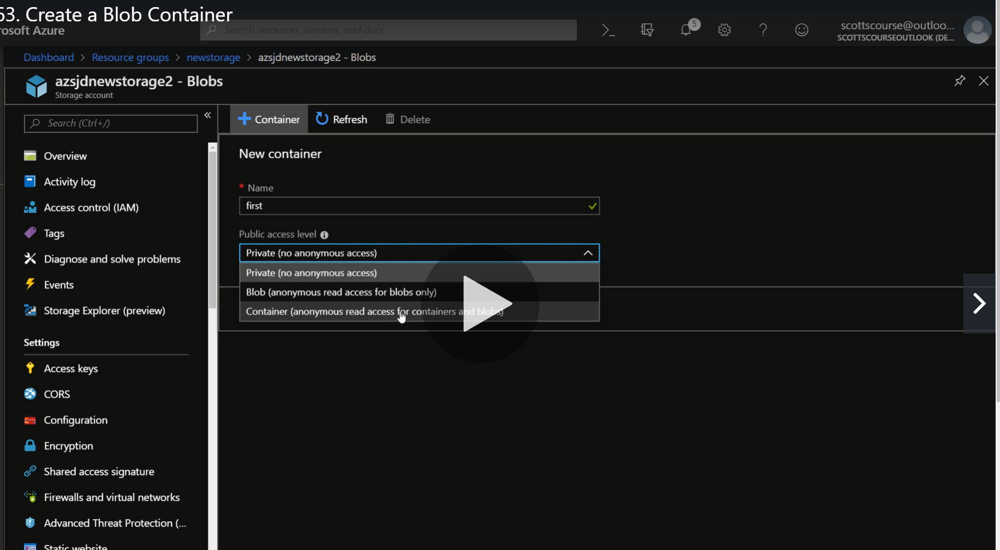 63. Create a Blob Container
rosoft Azure
Search resources, services, and docs
5
scottscourse@outloo...
SCOTTSCOURSEOUTLOOK (DE...
Dashboard > Resource groups > newstorage > azsjdnewstorage2 - Blobs
azsjdnewstorage2 - Blobs
Storage account
Search (Ctrl+/)
Container
Refresh
Delete
Overview
Activity log
Access control (IAM)
Tags
Diagnose and solve problems
Events
Storage Explorer (preview)
Settings
Access keys
CORS
Configuration
Encryption
Shared access signature
Firewalls and virtual networks
Advanced Threat Protection (...
Static website
New container
* Name
first
Public access level
Private (no anonymous access)
Private (no anonymous access)
Blob (anonymous read access for blobs only)
Container (anonymous read access for containers and blobs)